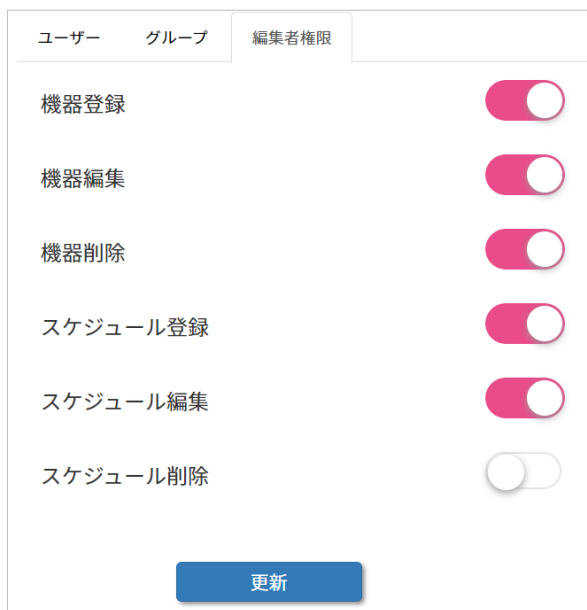 ユーザー グループ 編集者権限
機器登録
機器編集
機器削除
スケジュール登録
スケジュール編集
スケジュール削除
更新